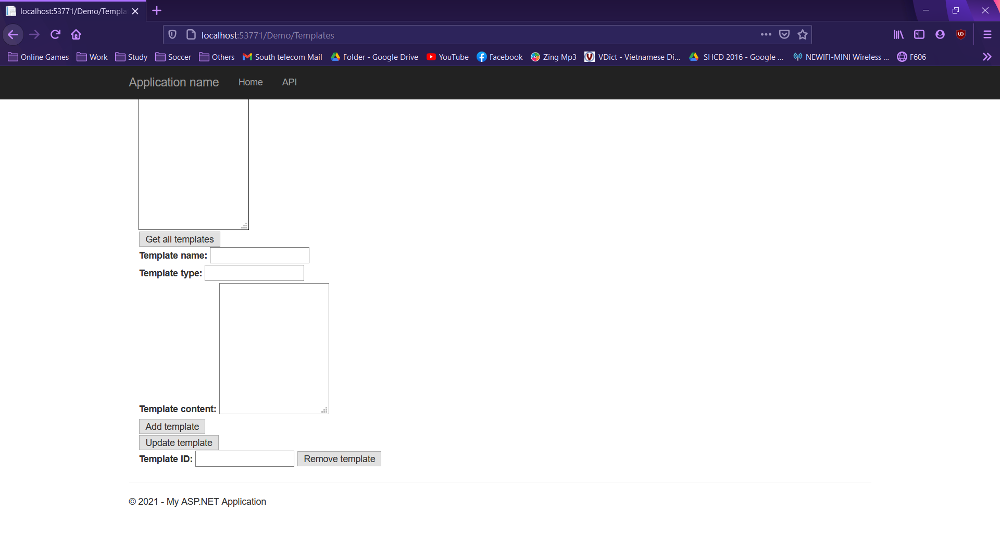 localhost:53771/Demo/Templa
localhost:53771/Demo/Templates
Online Games Work Study Soccer Others South telecom Mail Folder - Google Drive YouTube Facebook Zing Mp3 VDict - Vietnamese Di... SHCD 2016 - Google ... NEWIFI-MINI Wireless ... F606
Application name Home API
Get all templates
Template name:
Template type:
Template content:
Add template
Update template
Template ID: Remove template
© 2021 - My ASP.NET Application